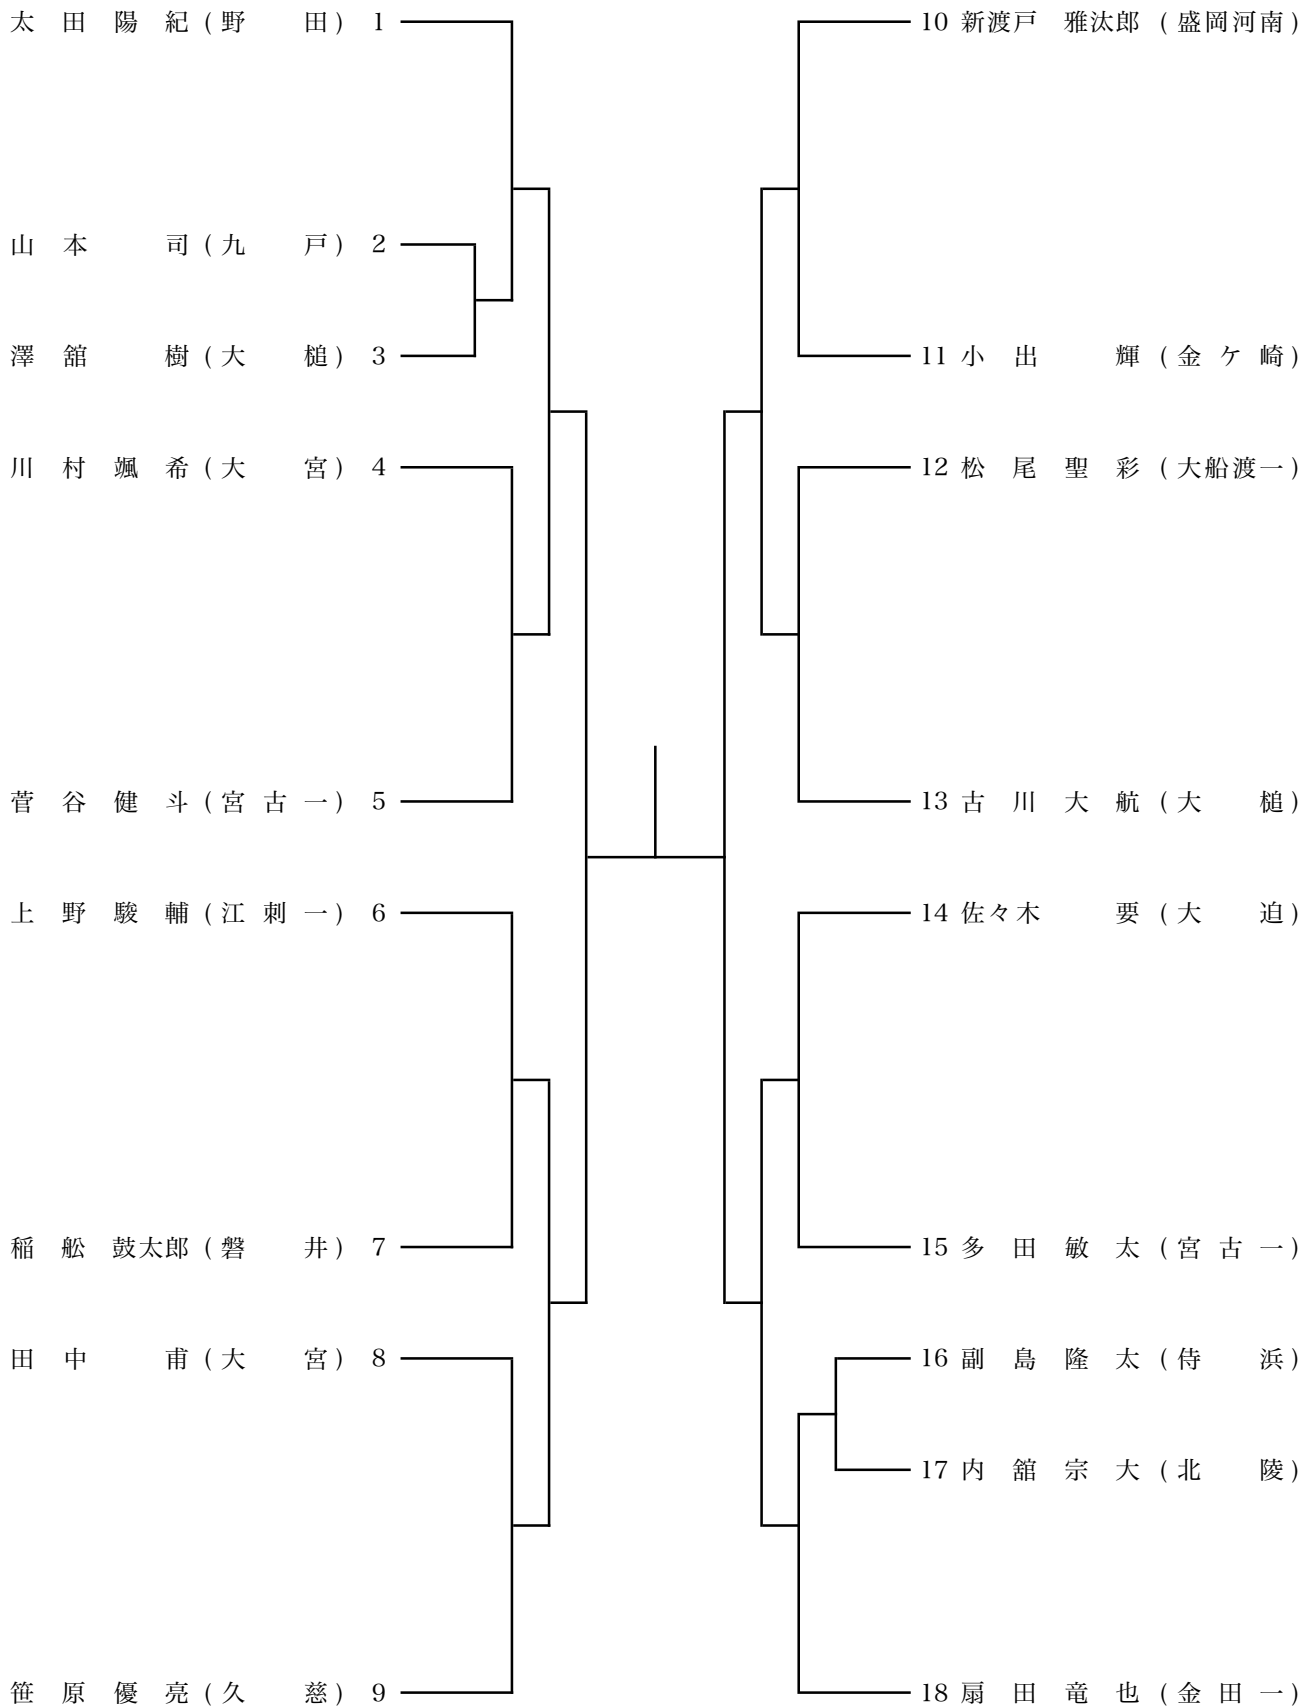 太田陽紀(野田) 1
山本司(九戸) 2
澤舘樹(大槌) 3
川村颯希(大宮) 4
菅谷健斗(宮古一) 5
上野駿輔(江刺一) 6
稲舩鼓太郎(磐井) 7
田中甫(大宮) 8
笹原優亮(久慈) 9
10 新渡戸雅汰郎(盛岡河南)
11 小出輝(金ケ崎)
12 松尾聖彩(大船渡一)
13 古川大航(大槌)
14 佐々木要(大迫)
15 多田敏太(宮古一)
16 副島隆太(侍浜)
17 内舘宗大(北陵)
18 扇田竜也(金田一)